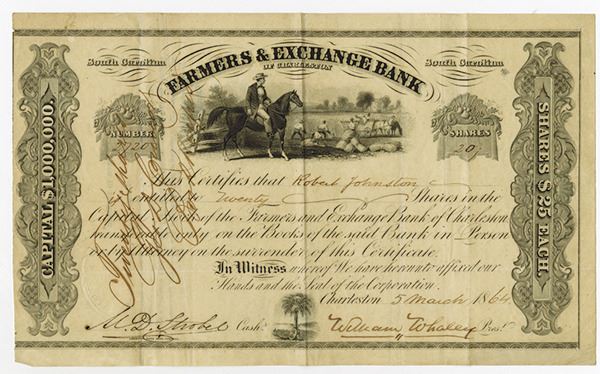 South Carolina
FARMERS & EXCHANGE BANK
OF CHARLESTON
South Carolina
CAPITAL $1,000,000.
NUMBER
SHARES
20
SHARES $25 EACH.
This Certifies that Robert Johnston
is entitled to Twenty Shares in the
Capital Stock of the Farmers and Exchange Bank of Charleston
transferable only on the Books of the said Bank in Person
or by Attorney on the surrender of this Certificate.
In Witness whereof We have hereunto affixed our
Hands and the Seal of the Corporation.
Charleston 5 March 1864
M. D. Strobel Cash.r
William Whaley Pres.t